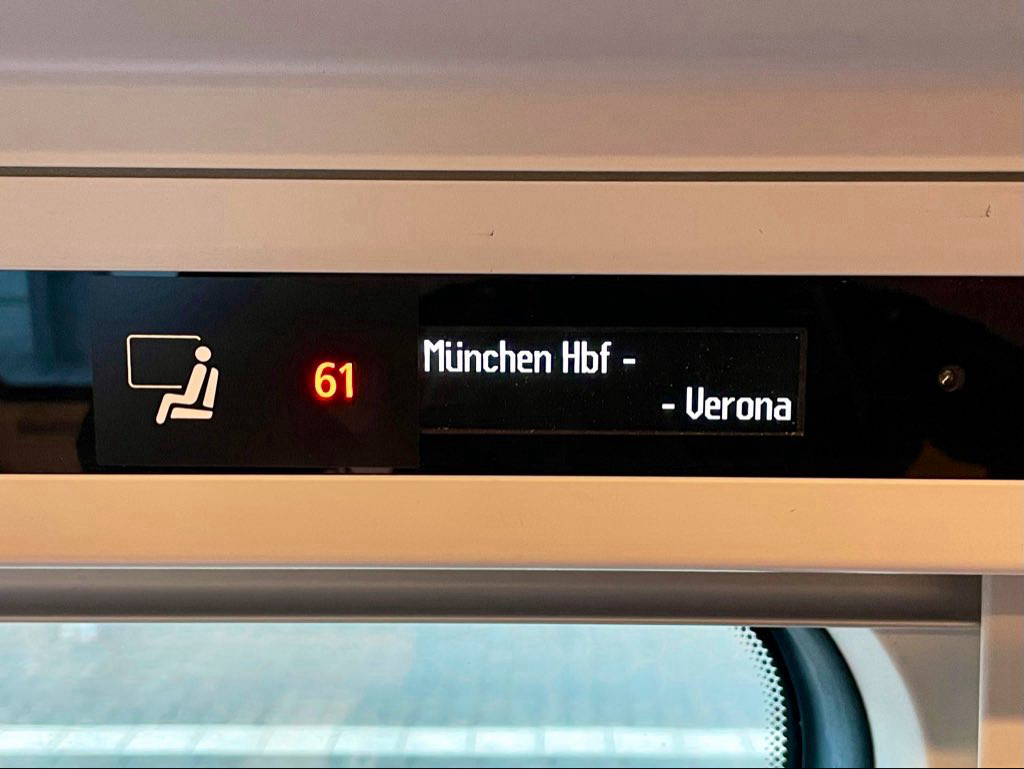 61
München Hbf -
- Verona